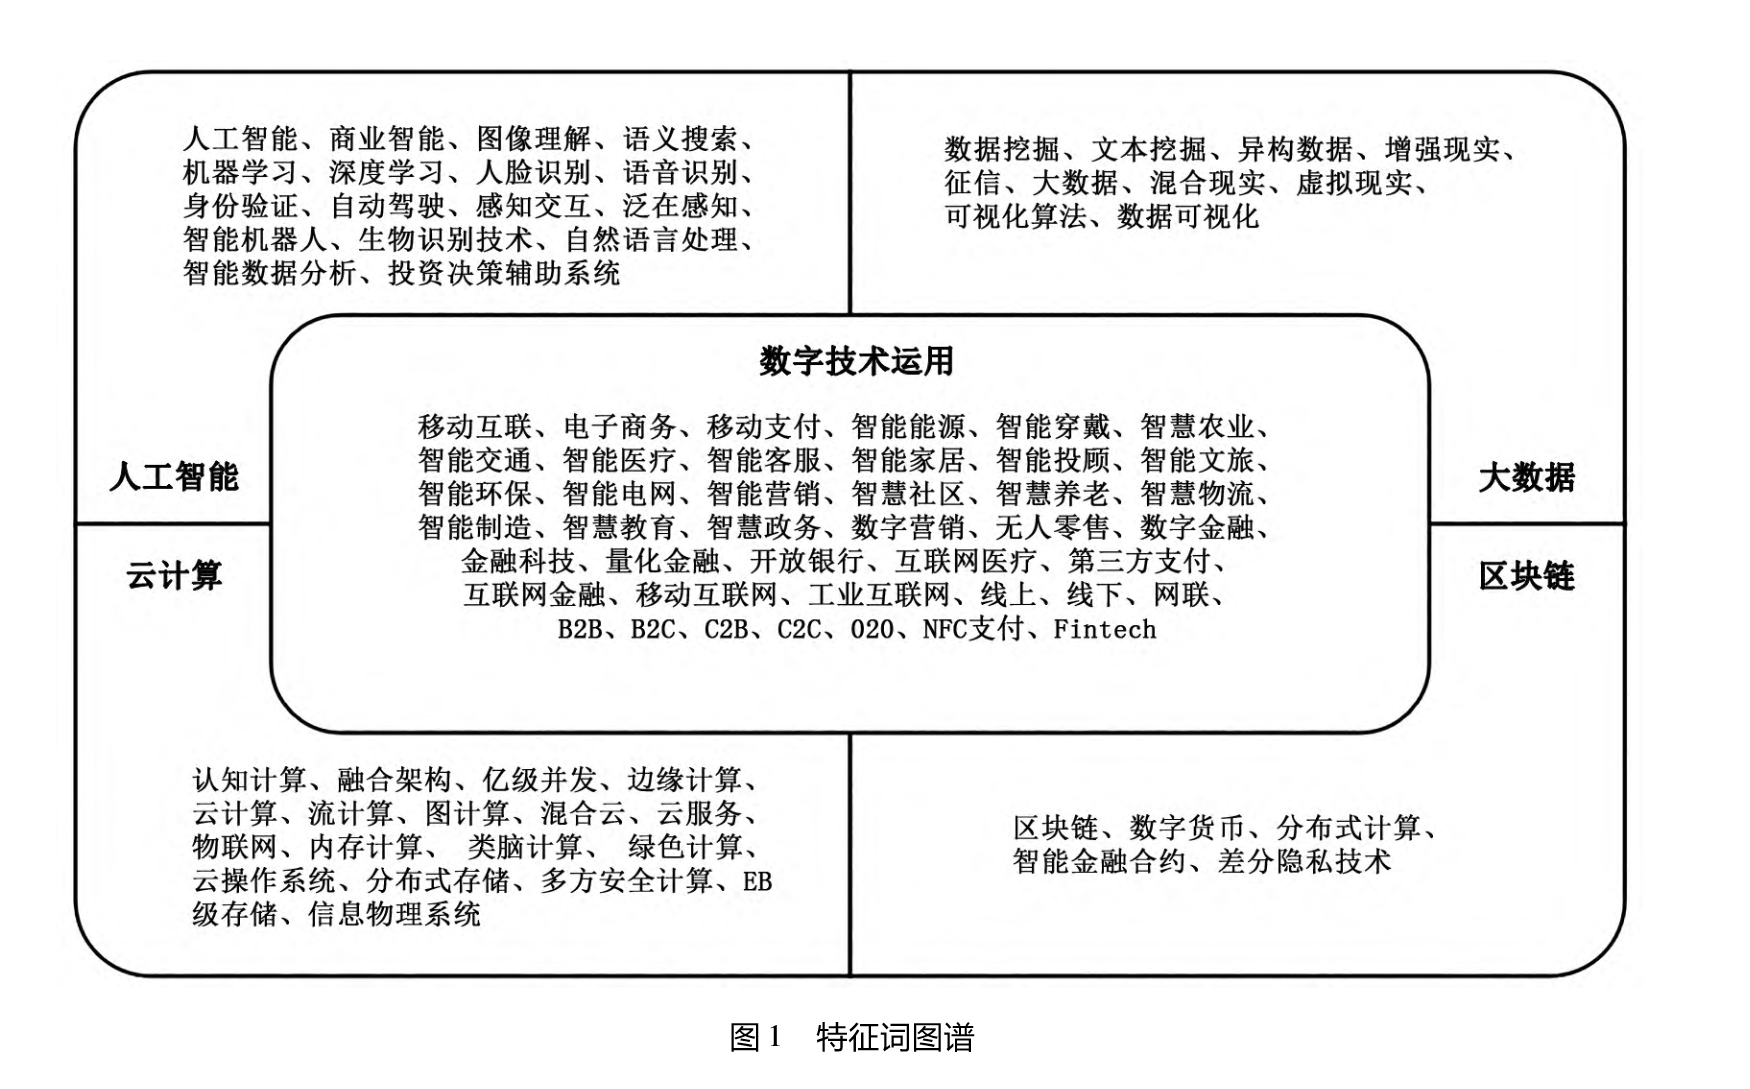 人工智能、商业智能、图像理解、语义搜索、
机器学习、深度学习、人脸识别、语音识别、
身份验证、自动驾驶、感知交互、泛在感知、
智能机器人、生物识别技术、自然语言处理、
智能数据分析、投资决策辅助系统
数据挖掘、文本挖掘、异构数据、增强现实、
征信、大数据、混合现实、虚拟现实、
可视化算法、数据可视化
数字技术运用
移动互联、电子商务、移动支付、智能能源、智能穿戴、智慧农业、
智能交通、智能医疗、智能客服、智能家居、智能投顾、智能文旅、
智能环保、智能电网、智能营销、智慧社区、智慧养老、智慧物流、
智能制造、智慧教育、智慧政务、数字营销、无人零售、数字金融、
金融科技、量化金融、开放银行、互联网医疗、第三方支付、
互联网金融、移动互联网、工业互联网、线上、线下、网联、
B2B、B2C、C2B、C2C、O2O、NFC支付、Fintech
人工智能
大数据
云计算
区块链
认知计算、融合架构、亿级并发、边缘计算、
云计算、流计算、图计算、混合云、云服务、
物联网、内存计算、 类脑计算、 绿色计算、
云操作系统、分布式存储、多方安全计算、EB
级存储、信息物理系统
区块链、数字货币、分布式计算、
智能金融合约、差分隐私技术
图 1 特征词图谱